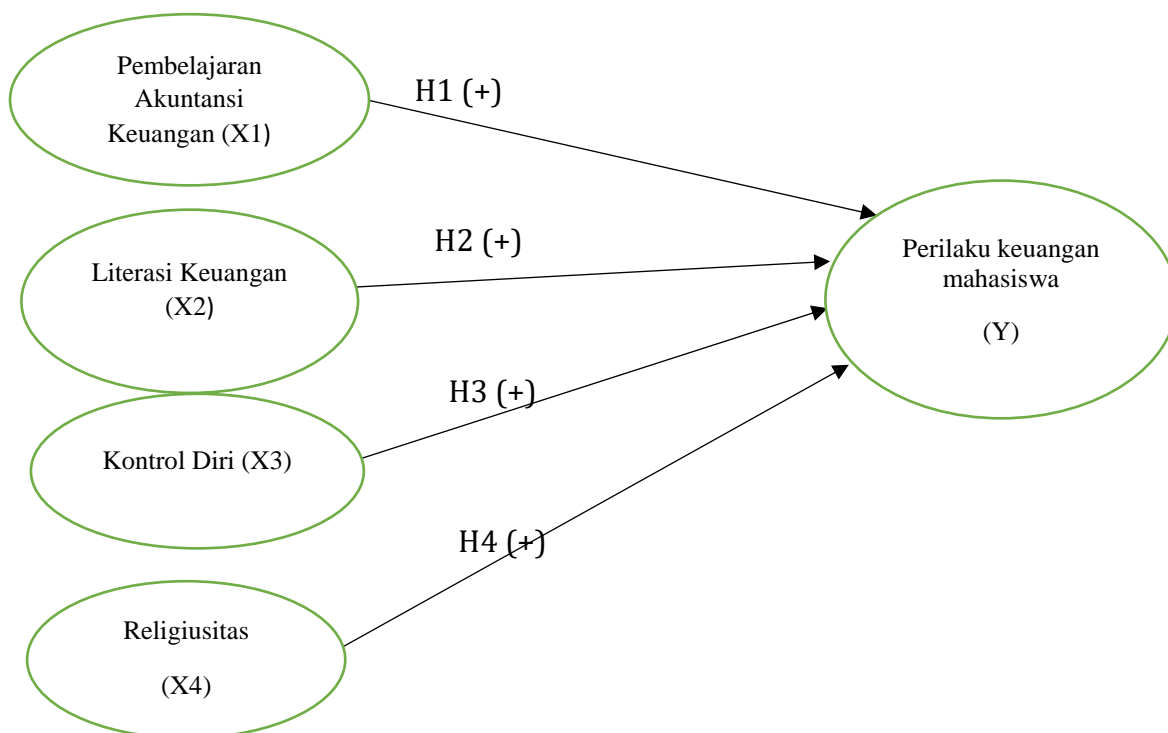 Pembelajaran
Akuntansi
Keuangan (X1)
H1 (+)
Literasi Keuangan
(X2)
H2 (+)
Perilaku keuangan
mahasiswa
(Y)
Kontrol Diri (X3)
H3 (+)
Religiusitas
(X4)
H4 (+)